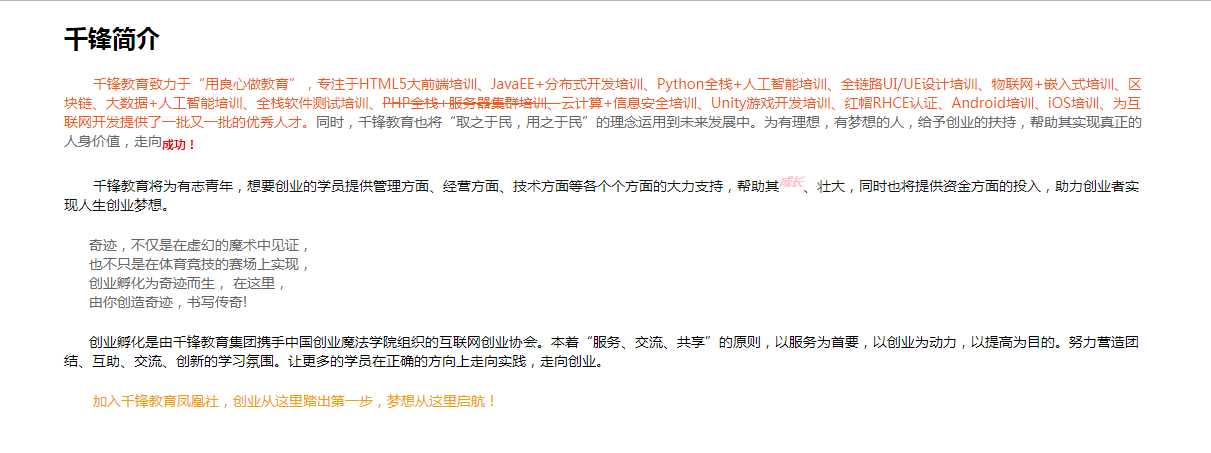 千锋简介
千锋教育致力于“用良心做教育”，专注于HTML5大前端培训、JavaEE+分布式开发培训、Python全栈+人工智能培训、全链路UI/UE设计培训、物联网+嵌入式培训、区
块链、大数据+人工智能培训、全栈软件测试培训、PHP全栈+服务器集群培训、云计算+信息安全培训、Unity游戏开发培训、红帽RHCE认证、Android培训、iOS培训、为互
联网开发提供了一批又一批的优秀人才。同时，千锋教育也将“取之于民，用之于民”的理念运用到未来发展中。为有理想，有梦想的人，给予创业的扶持，帮助其实现真正的
人身价值，走向成功！
千锋教育将为有志青年，想要创业的学员提供管理方面、经营方面、技术方面等各个个方面的大力支持，帮助其成长、壮大，同时也将提供资金方面的投入，助力创业者实
现人生创业梦想。
奇迹，不仅是在虚幻的魔术中见证，
也不只是在体育竞技的赛场上实现，
创业孵化为奇迹而生， 在这里，
由你创造奇迹，书写传奇!
创业孵化是由千锋教育集团携手中国创业魔法学院组织的互联网创业协会。本着“服务、交流、共享”的原则，以服务为首要，以创业为动力，以提高为目的。努力营造团
结、互助、交流、创新的学习氛围。让更多的学员在正确的方向上走向实践，走向创业。
加入千锋教育凤凰社，创业从这里踏出第一步，梦想从这里启航！